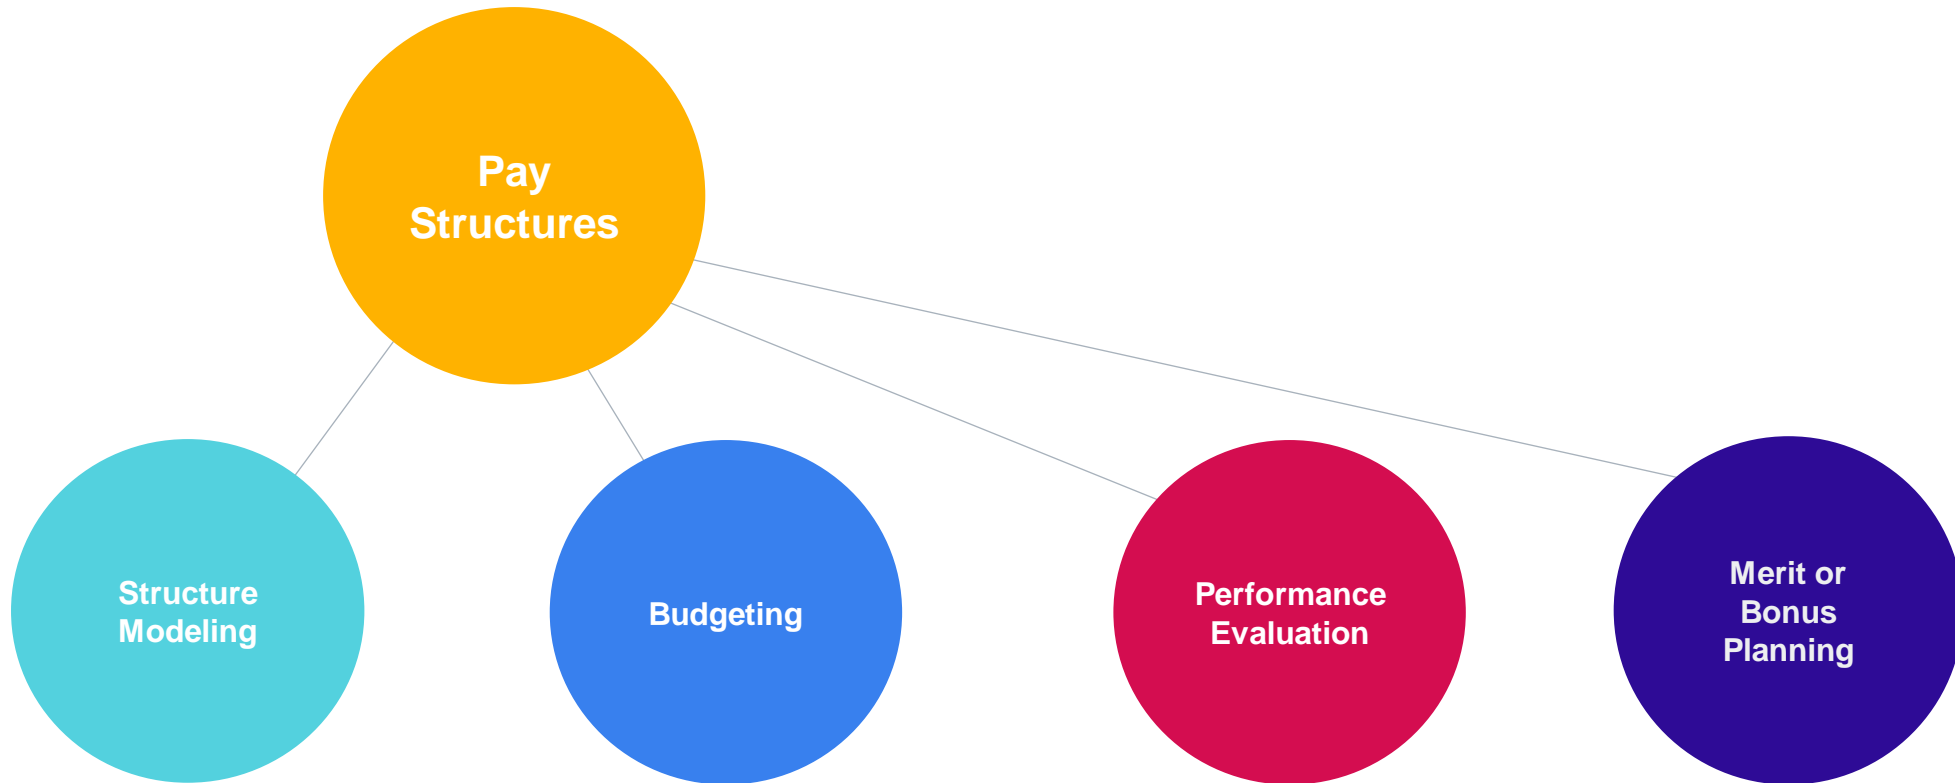 Pay
Structures
Structure
Modeling
Budgeting
Performance
Evaluation
Merit or
Bonus
Planning